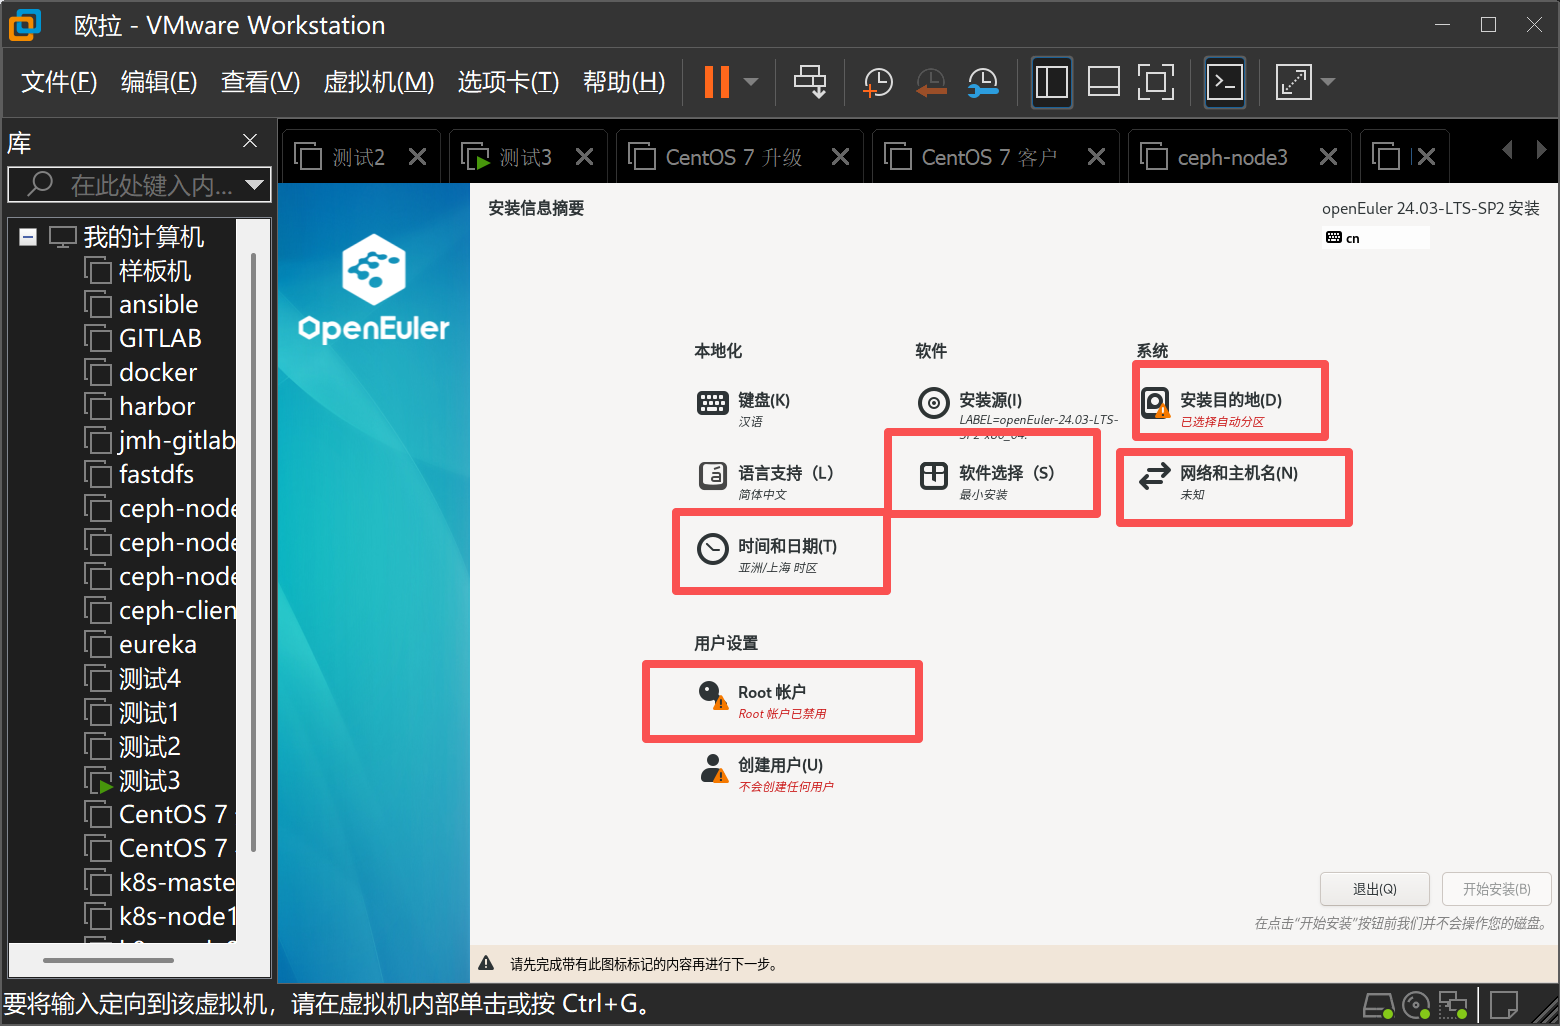 欧拉 - VMware Workstation
文件(F) 编辑(E) 查看(V) 虚拟机(M) 选项卡(T) 帮助(H)
库
在此处键入内...
我的计算机
样板机
ansible
GITLAB
docker
harbor
jmh-gitlab
fastdfs
ceph-node
ceph-node
ceph-node
ceph-clien
eureka
测试4
测试1
测试2
测试3
CentOS 7
CentOS 7
k8s-maste
k8s-node1
测试2
测试3
CentOS 7 升级
CentOS 7 客户
ceph-node3
OpenEuler
安装信息摘要
openEuler 24.03-LTS-SP2 安装
cn
本地化
键盘(K)
汉语
语言支持（L）
简体中文
时间和日期(T)
亚洲/上海 时区
软件
安装源(I)
LABEL=openEuler-24.03-LTS-
SP2-x86_64:
软件选择（S）
最小安装
系统
安装目的地(D)
已选择自动分区
网络和主机名(N)
未知
用户设置
Root 帐户
Root 帐户已禁用
创建用户(U)
不会创建任何用户
退出(Q)
开始安装(B)
在点击“开始安装”按钮前我们并不会操作您的磁盘。
请先完成带有此图标标记的内容再进行下一步。
要将输入定向到该虚拟机，请在虚拟机内部单击或按 Ctrl+G。